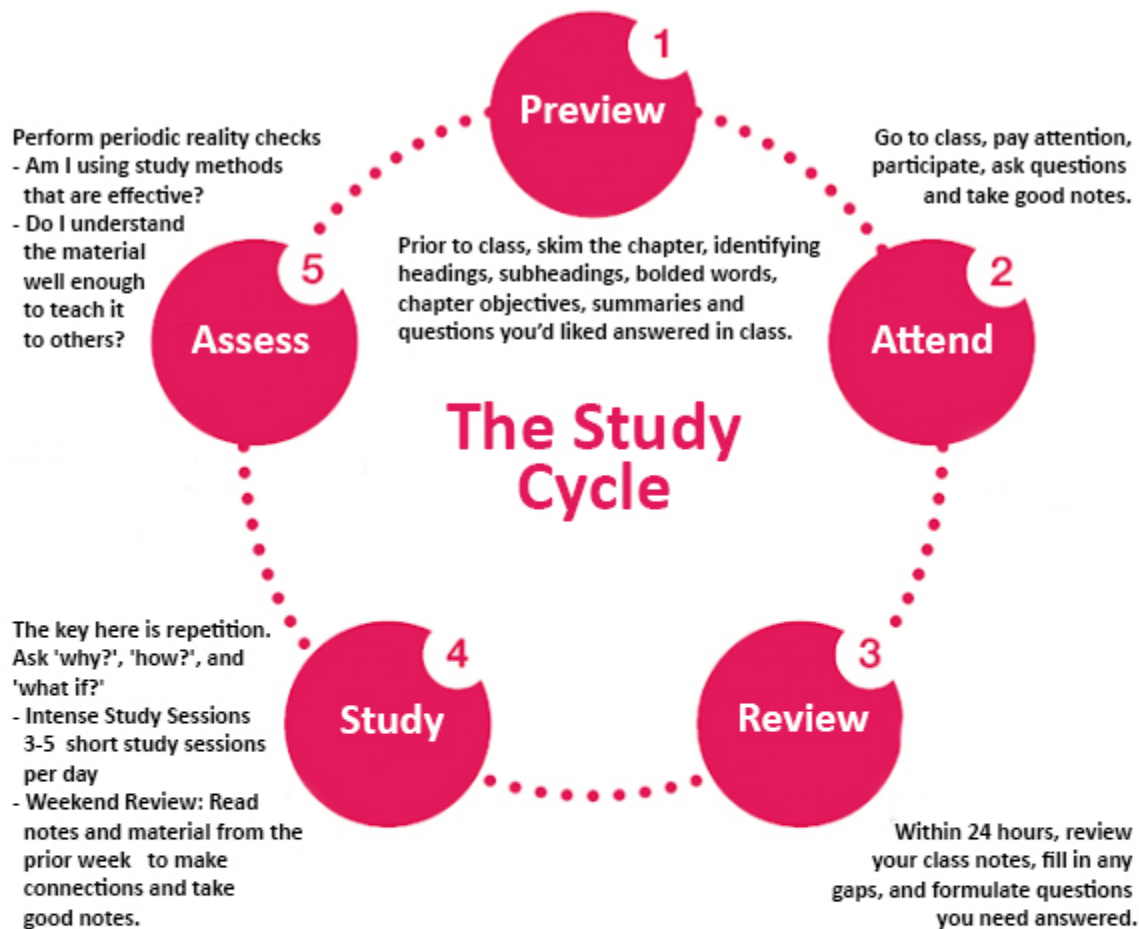 1
Preview
Prior to class, skim the chapter, identifying
headings, subheadings, bolded words,
chapter objectives, summaries and
questions you'd liked answered in class.
Go to class, pay attention,
participate, ask questions
and take good notes.
2
Attend
The Study
Cycle
3
Review
Within 24 hours, review
your class notes, fill in any
gaps, and formulate questions
you need answered.
4
Study
The key here is repetition.
Ask 'why?', 'how?', and
'what if?'
- Intense Study Sessions
3-5 short study sessions
per day
- Weekend Review: Read
notes and material from the
prior week to make
connections and take
good notes.
5
Assess
Perform periodic reality checks
- Am I using study methods
that are effective?
- Do I understand
the material
well enough
to teach it
to others?